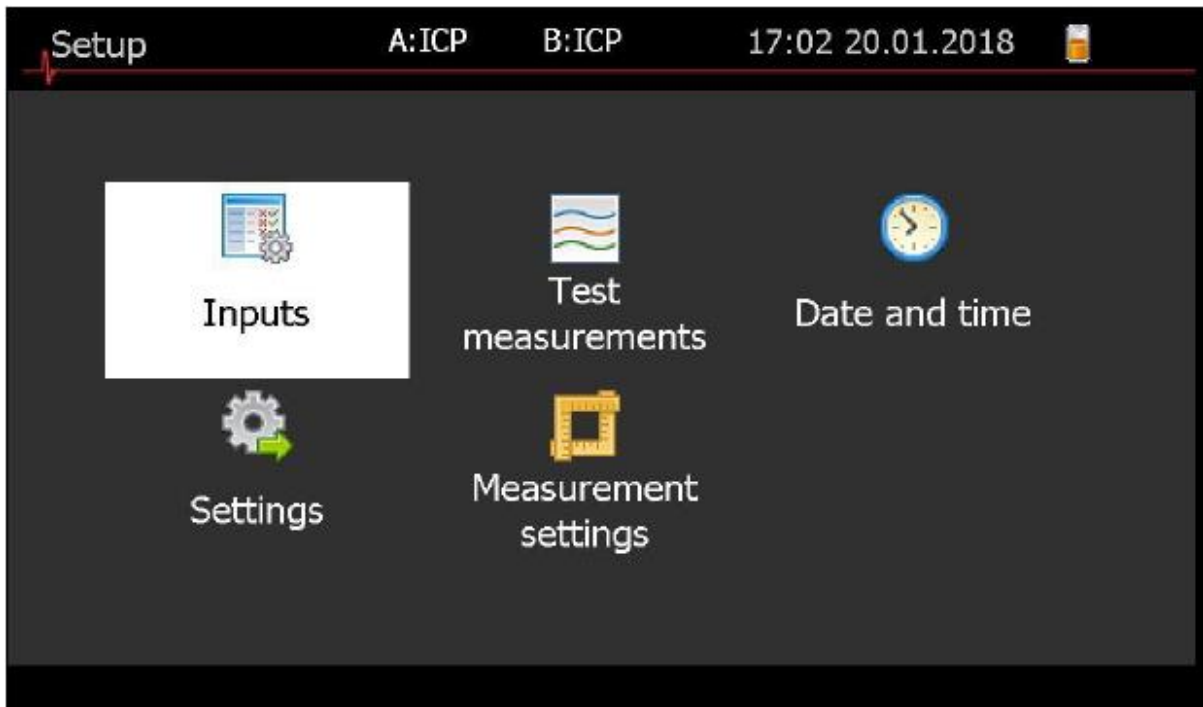 Setup A:ICP B:ICP 17:02 20.01.2018
Inputs
Test
measurements
Date and time
Settings
Measurement
settings